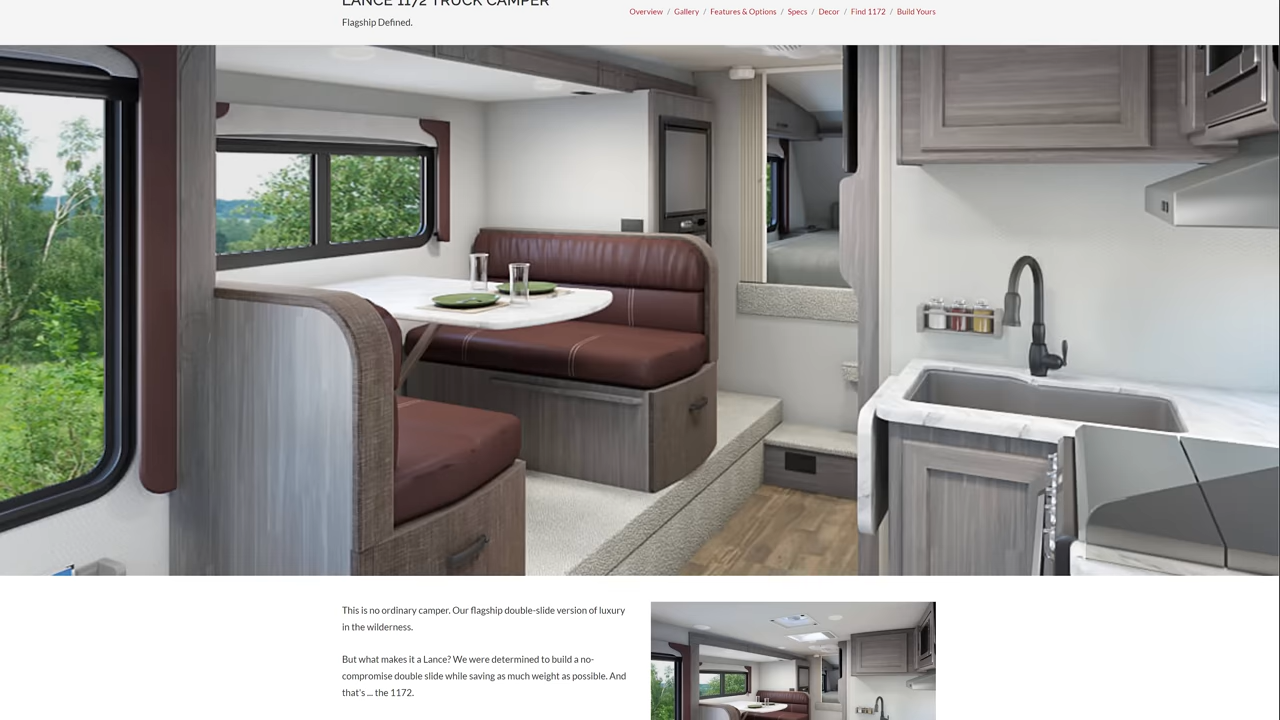 LANCE 1172 TRUCK CAMPER
Overview / Gallery / Features & Options / Specs / Decor / Find 1172 / Build Yours
Flagship Defined.
This is no ordinary camper. Our flagship double-slide version of luxury
in the wilderness.
But what makes it a Lance? We were determined to build a no-
compromise double slide while saving as much weight as possible. And
that's ... the 1172.